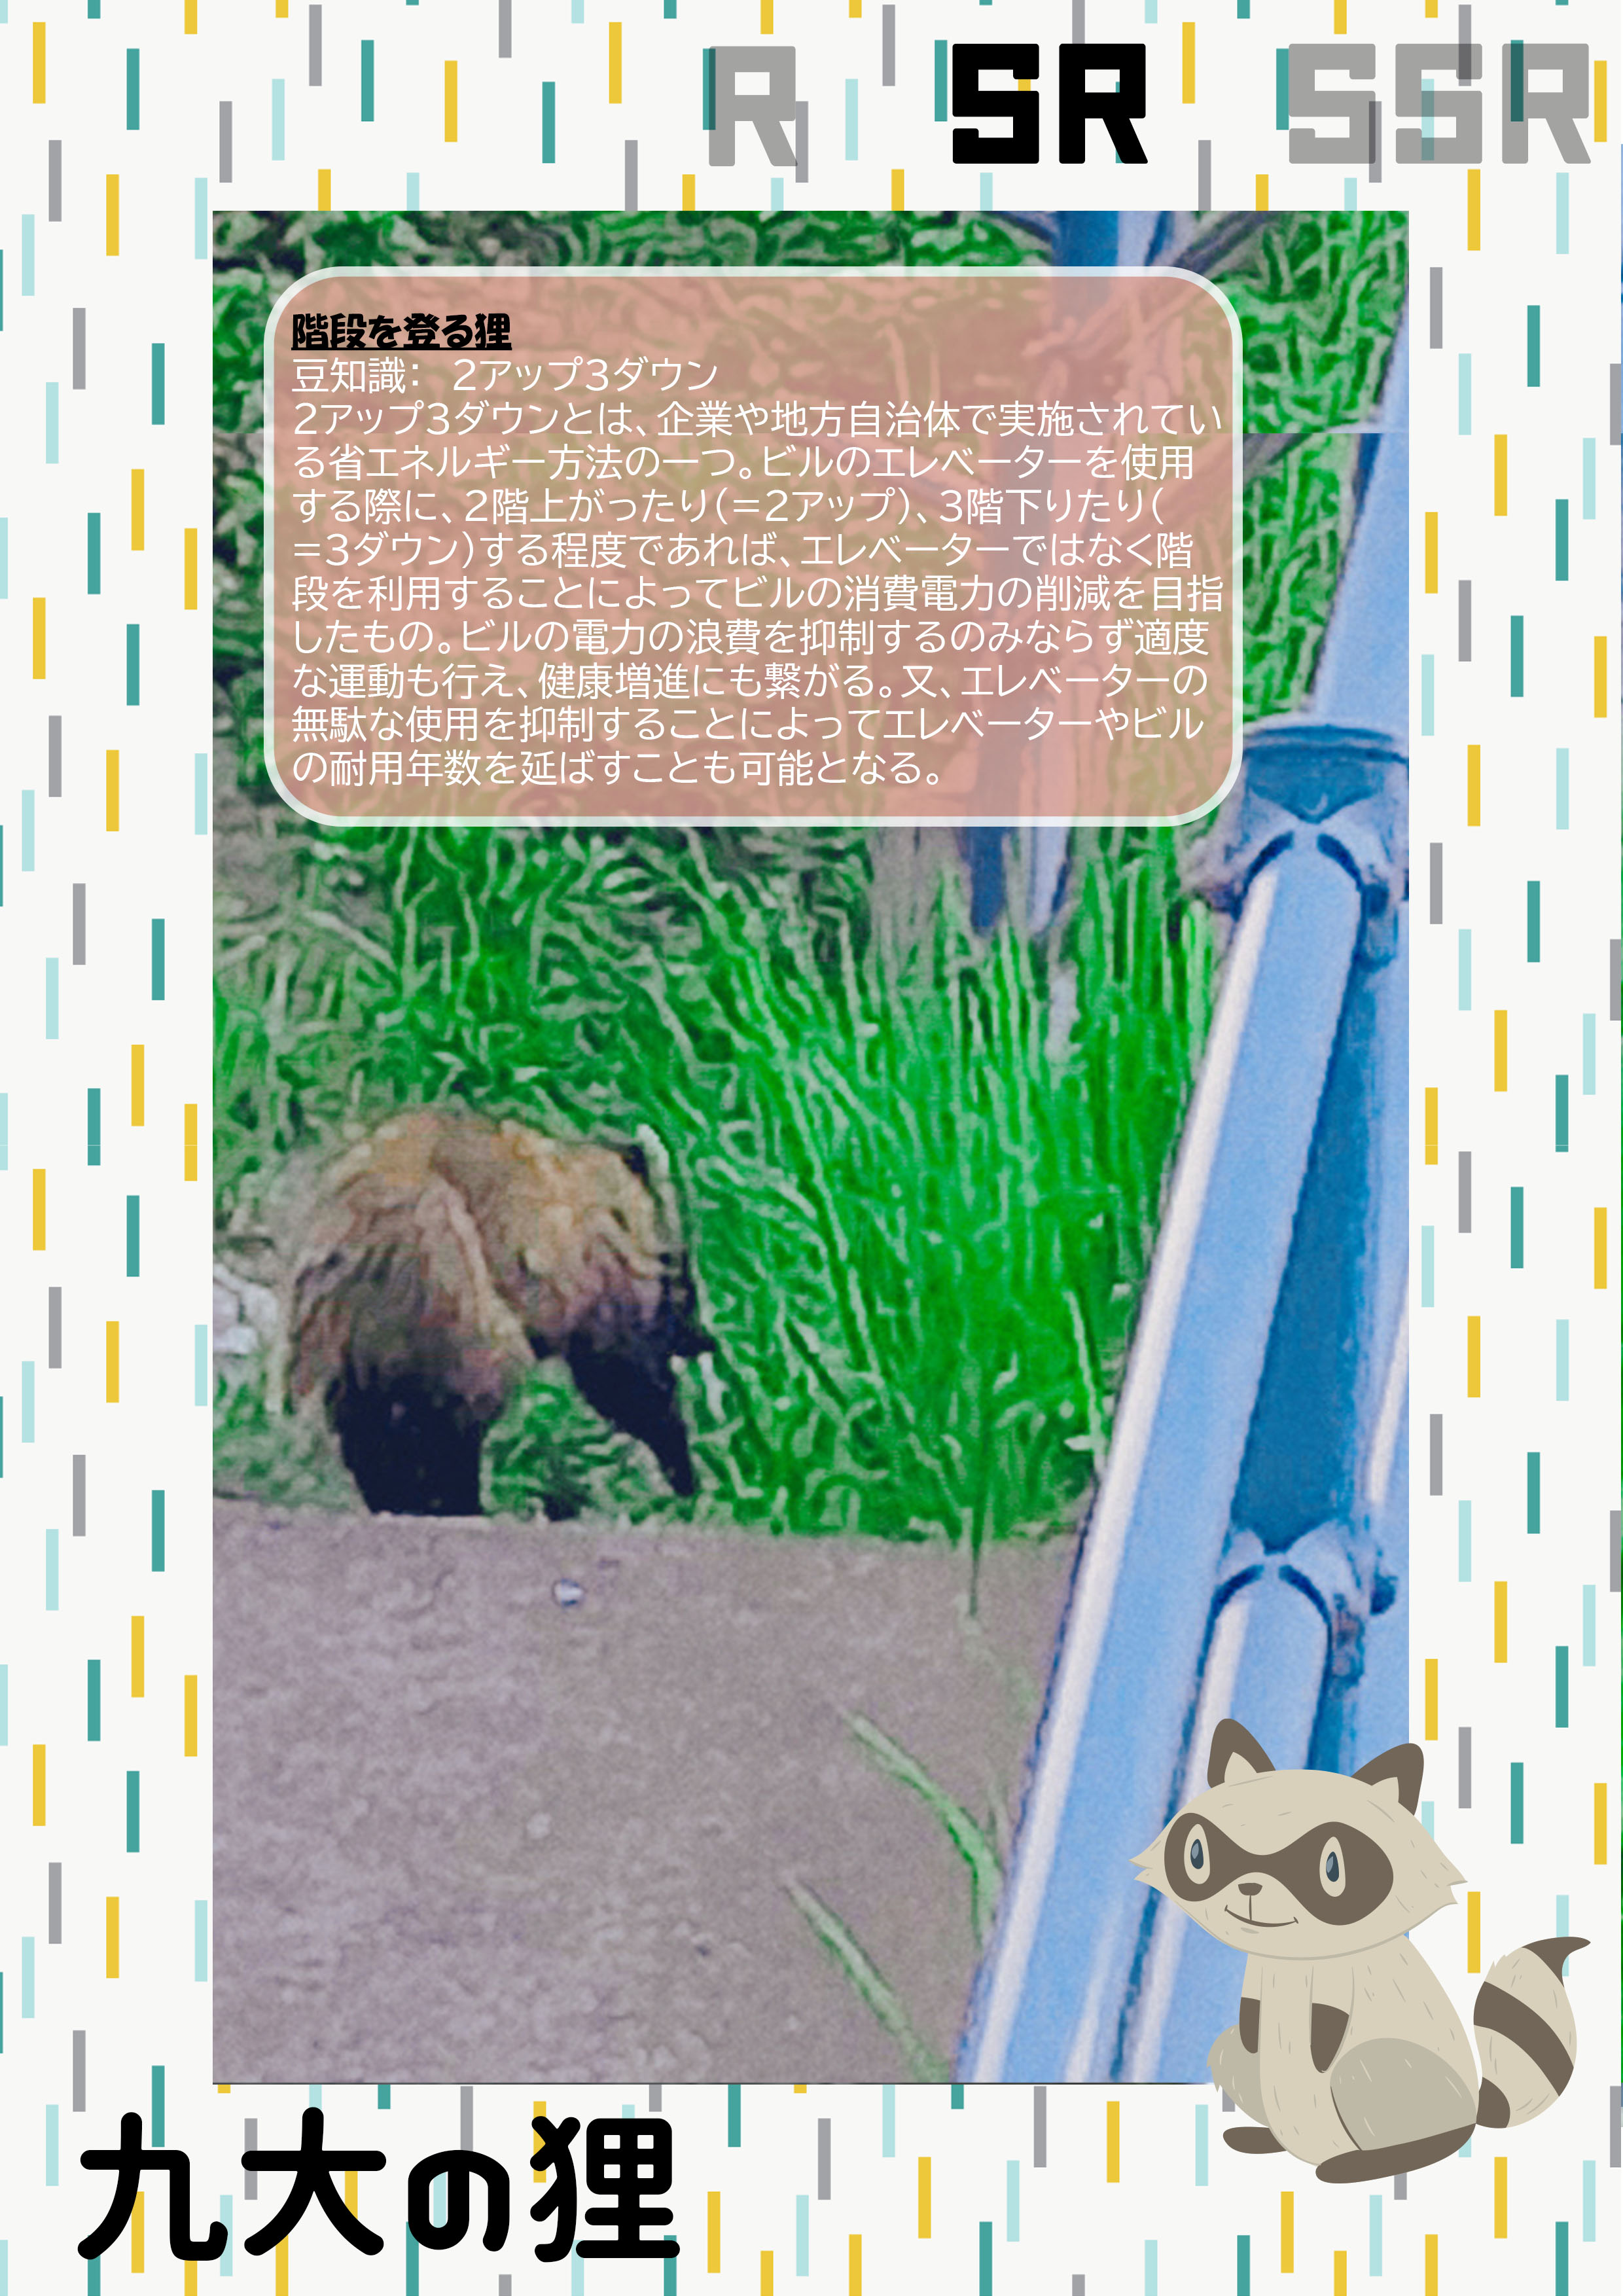 R SR SSR
階段を登る狸
豆知識： 2アップ3ダウン
2アップ3ダウンとは、企業や地方自治体で実施されてい
る省エネルギー方法の一つ。ビルのエレベーターを使用
する際に、2階上がったり(=2アップ)、3階下りたり(
=3ダウン)する程度であれば、エレベーターではなく階
段を利用することによってビルの消費電力の削減を目指
したもの。ビルの電力の浪費を抑制するのみならず適度
な運動も行え、健康増進にも繋がる。又、エレベーターの
無駄な使用を抑制することによってエレベーターやビル
の耐用年数を延ばすことも可能となる。
九大の狸